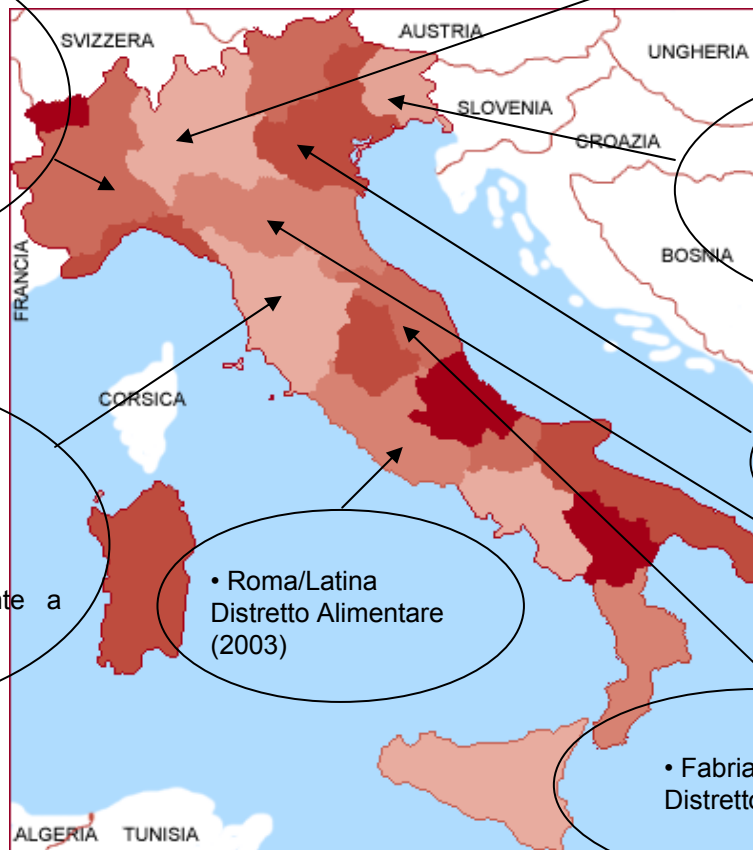 SVIZZERA
AUSTRIA
UNGHERIA
SLOVENIA
CROAZIA
BOSNIA
FRANCIA
CORSICA
a
• Roma/Latina
Distretto Alimentare
(2003)
• Fabria
Distretto
ALGERIA TUNISIA